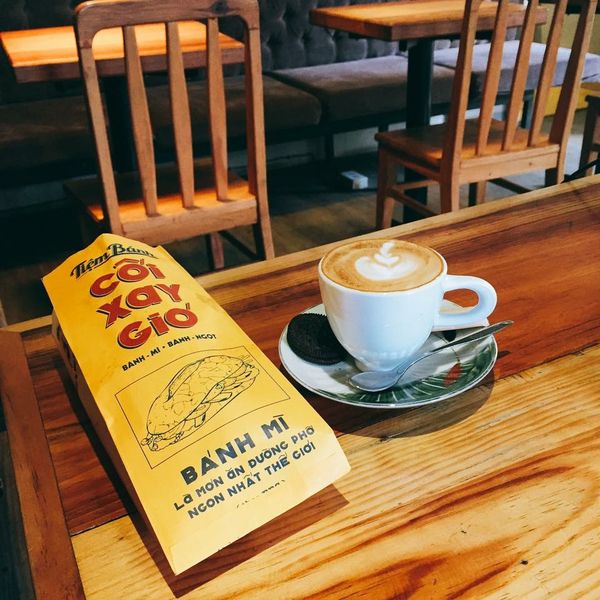 Tiệm Bánh
CỐI
XAY
GIÓ
BÁNH-MÌ • BÁNH-NGỌT
BÁNH MÌ
LÀ MÓN ĂN ĐƯỜNG PHỐ
NGON NHẤT THẾ GIỚI